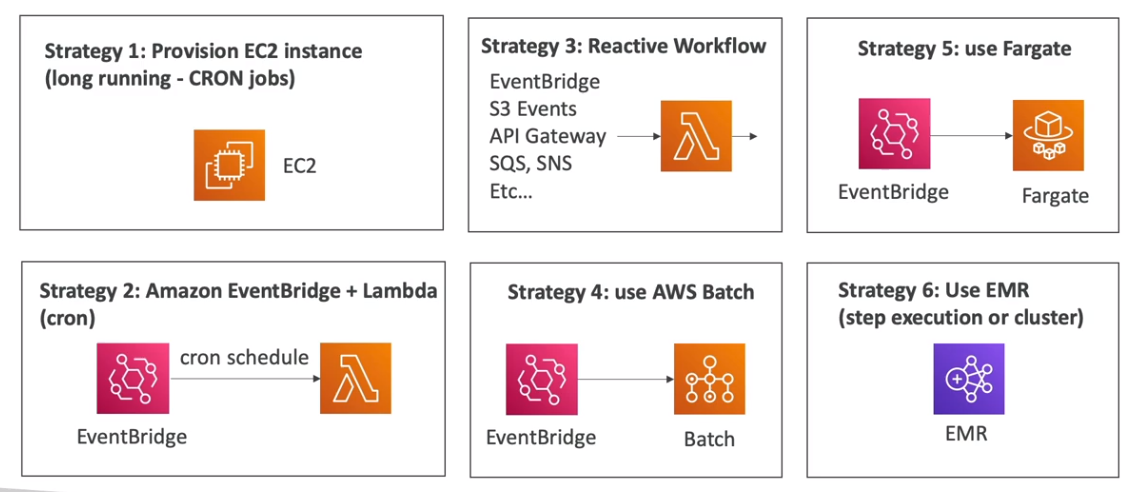 Strategy 1: Provision EC2 instance
(long running - CRON jobs)
EC2
Strategy 2: Amazon EventBridge + Lambda
(cron)
cron schedule
EventBridge
Strategy 3: Reactive Workflow
EventBridge
S3 Events
API Gateway
SQS, SNS
Etc...
Strategy 4: use AWS Batch
EventBridge
Batch
Strategy 5: use Fargate
EventBridge
Fargate
Strategy 6: Use EMR
(step execution or cluster)
EMR